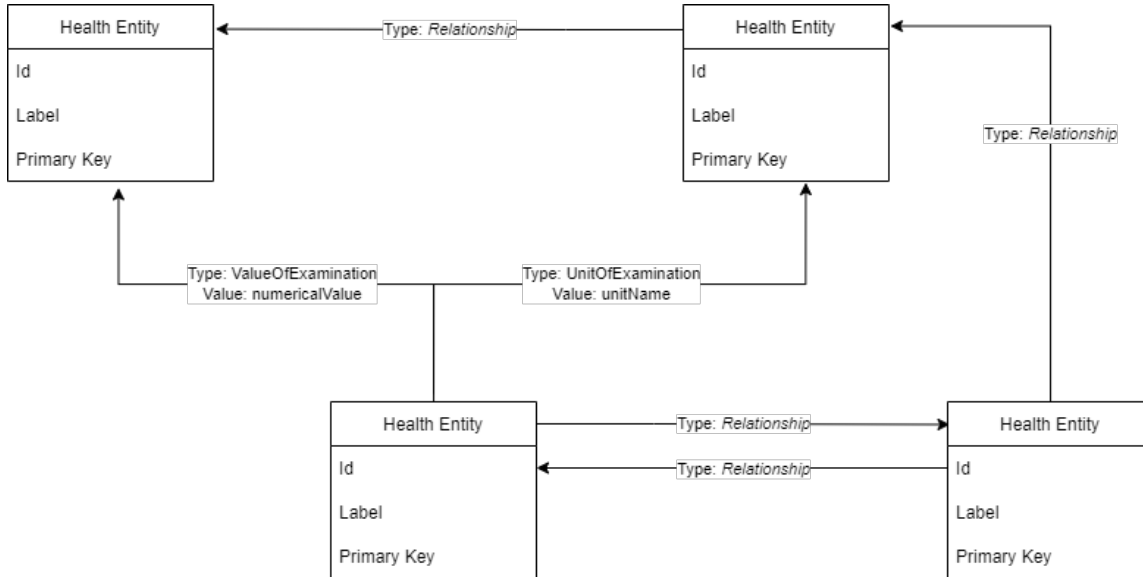 Health Entity
Id
Label
Primary Key
Type: Relationship
Health Entity
Id
Label
Primary Key
Type: Relationship
Type: ValueOfExamination
Value: numericalValue
Type: UnitOfExamination
Value: unitName
Health Entity
Id
Label
Primary Key
Type: Relationship
Type: Relationship
Health Entity
Id
Label
Primary Key